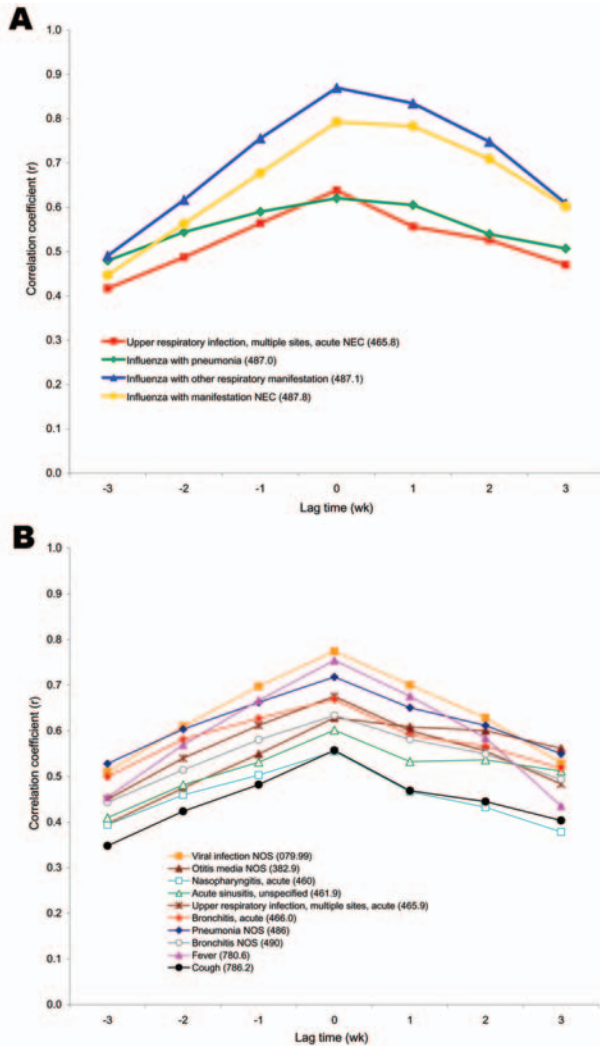 A
1.0
0.9
0.8
0.7
0.6
0.5
0.4
0.3
0.2
0.1
0.0
Correlation coefficient (r)
Upper respiratory infection, multiple sites, acute NEC (465.8)
Influenza with pneumonia (487.0)
Influenza with other respiratory manifestation (487.1)
Influenza with manifestation NEC (487.8)
-3 -2 -1 0 1 2 3
Lag time (wk)
B
1.0
0.9
0.8
0.7
0.6
0.5
0.4
0.3
0.2
0.1
0.0
Correlation coefficient (r)
Viral infection NOS (079.99)
Otitis media NOS (382.9)
Nasopharyngitis, acute (460)
Acute sinusitis, unspecified (461.9)
Upper respiratory infection, multiple sites, acute (465.9)
Bronchitis, acute (466.0)
Pneumonia NOS (486)
Bronchitis NOS (490)
Fever (780.6)
Cough (786.2)
-3 -2 -1 0 1 2 3
Lag time (wk)